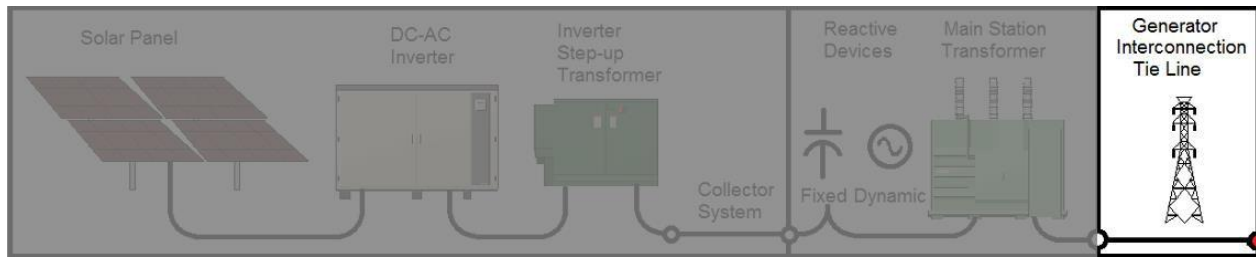 Solar Panel
DC-AC
Inverter
Inverter
Step-up
Transformer
Collector
System
Reactive
Devices
Fixed Dynamic
Main Station
Transformer
Generator
Interconnection
Tie Line